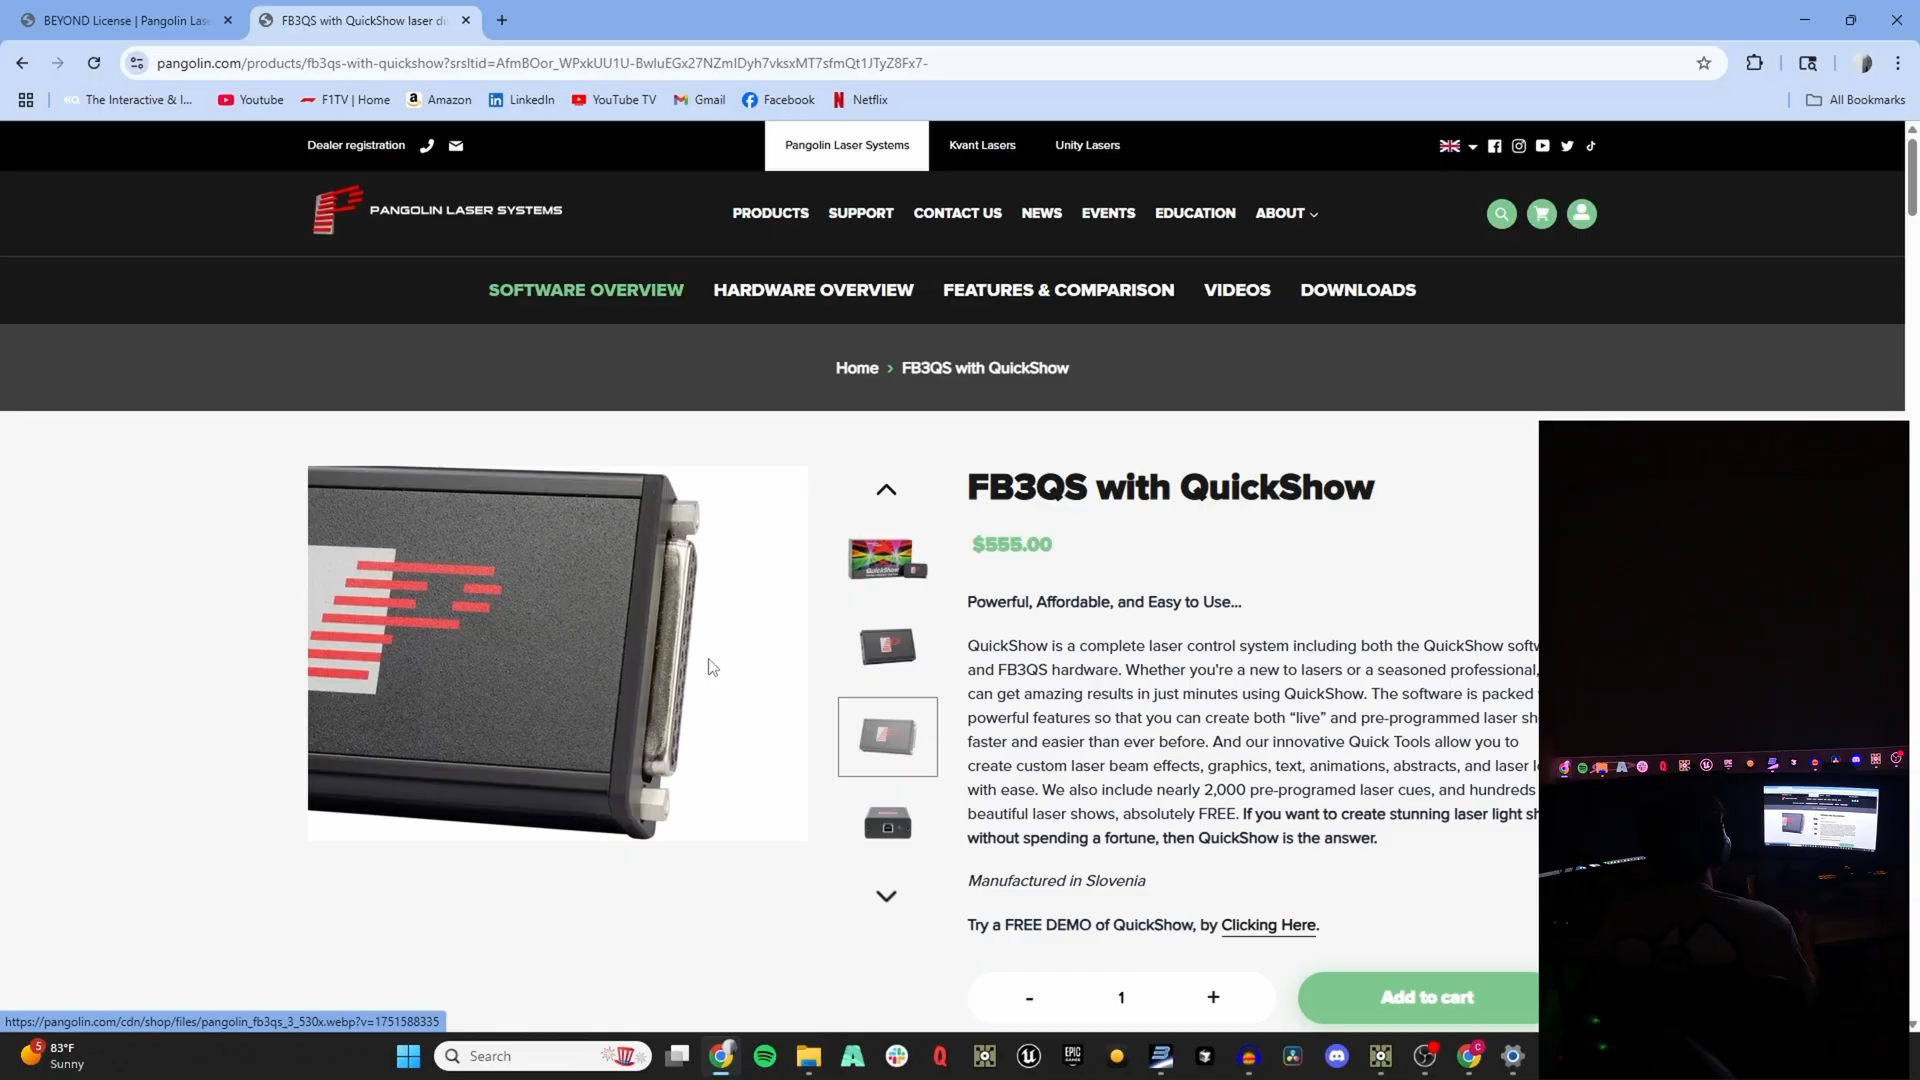 BEYOND License | Pangolin Las
FB3QS with QuickShow laser di
pangolin.com/products/fb3qs-with-quickshow?srsltid=AfmBOor_WPxkUU1U-BwluEGx27NZmIDyh7vksxMT7sfmQt1JTyZ8Fx7-
The Interactive & I...
Youtube
F1TV | Home
Amazon
LinkedIn
YouTube TV
Gmail
Facebook
Netflix
All Bookmarks
Dealer registration
Pangolin Laser Systems
Kvant Lasers
Unity Lasers
PANGOLIN LASER SYSTEMS
PRODUCTS
SUPPORT
CONTACT US
NEWS
EVENTS
EDUCATION
ABOUT
SOFTWARE OVERVIEW
HARDWARE OVERVIEW
FEATURES & COMPARISON
VIDEOS
DOWNLOADS
Home › FB3QS with QuickShow
FB3QS with QuickShow
$555.00
Powerful, Affordable, and Easy to Use...
QuickShow is a complete laser control system including both the QuickShow softw
and FB3QS hardware. Whether you're a new to lasers or a seasoned professional,
can get amazing results in just minutes using QuickShow. The software is packed
powerful features so that you can create both “live” and pre-programmed laser sh
faster and easier than ever before. And our innovative Quick Tools allow you to
create custom laser beam effects, graphics, text, animations, abstracts, and laser l
with ease. We also include nearly 2,000 pre-programed laser cues, and hundreds
beautiful laser shows, absolutely FREE. If you want to create stunning laser light sh
without spending a fortune, then QuickShow is the answer.
Manufactured in Slovenia
Try a FREE DEMO of QuickShow, by Clicking Here.
- 1 +
Add to cart
https://pangolin.com/cdn/shop/files/pangolin_fb3qs_3_530x.webp?v=1751588335
5
83°F
Sunny
Search